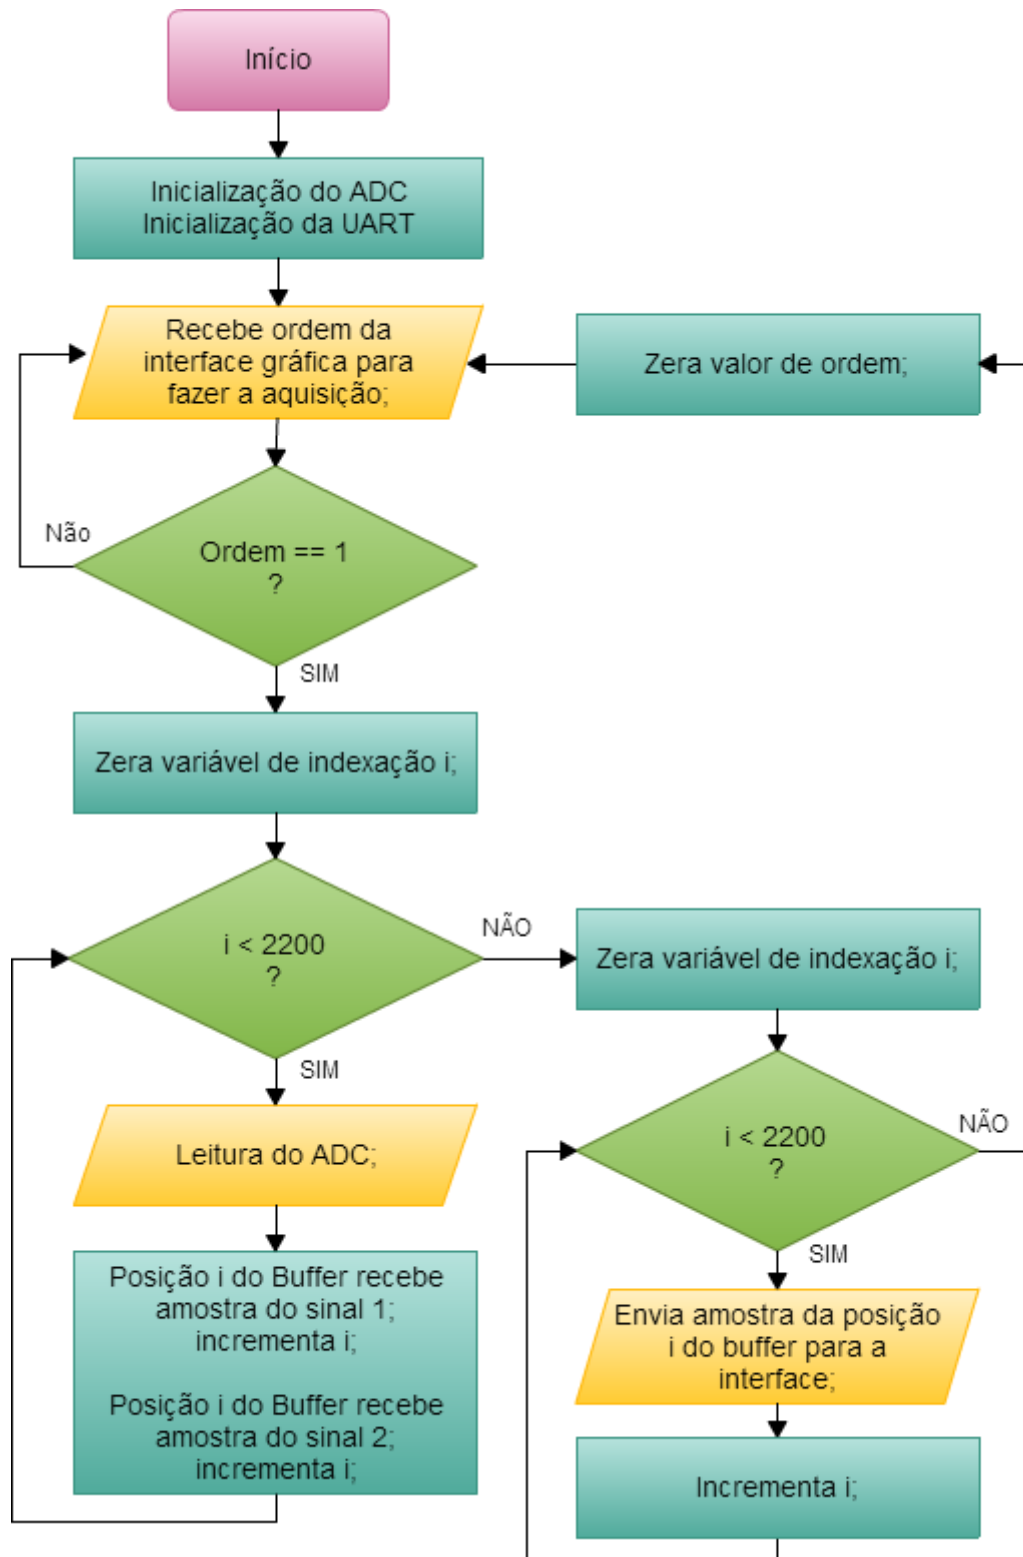 Início
Inicialização do ADC
Inicialização da UART
Recebe ordem da
interface gráfica para
fazer a aquisição;
Zera valor de ordem;
Não
Ordem == 1
?
SIM
Zera variável de indexação i;
i < 2200
?
NÃO
Zera variável de indexação i;
SIM
Leitura do ADC;
i < 2200
?
NÃO
SIM
Posição i do Buffer recebe
amostra do sinal 1;
incrementa i;
Posição i do Buffer recebe
amostra do sinal 2;
incrementa i;
Envia amostra da posição
i do buffer para a
interface;
Incrementa i;